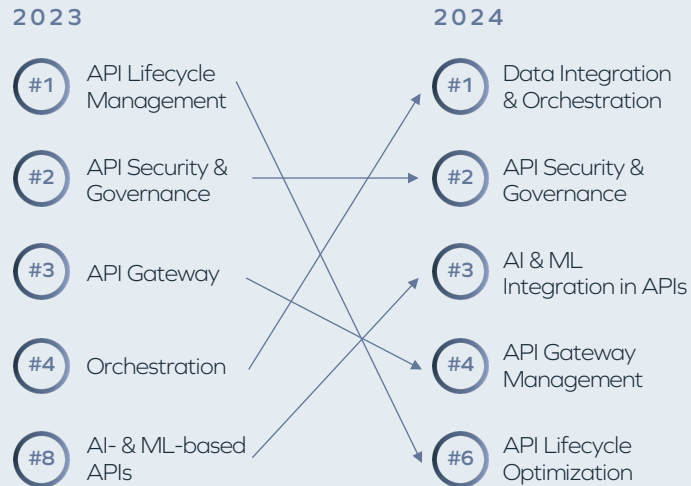 2023
2024
#1
API Lifecycle
Management
#1
Data Integration
& Orchestration
#2
API Security &
Governance
#2
API Security &
Governance
#3
API Gateway
#3
AI & ML
Integration in APIs
#4
Orchestration
#4
API Gateway
Management
#8
AI- & ML-based
APIs
#6
API Lifecycle
Optimization